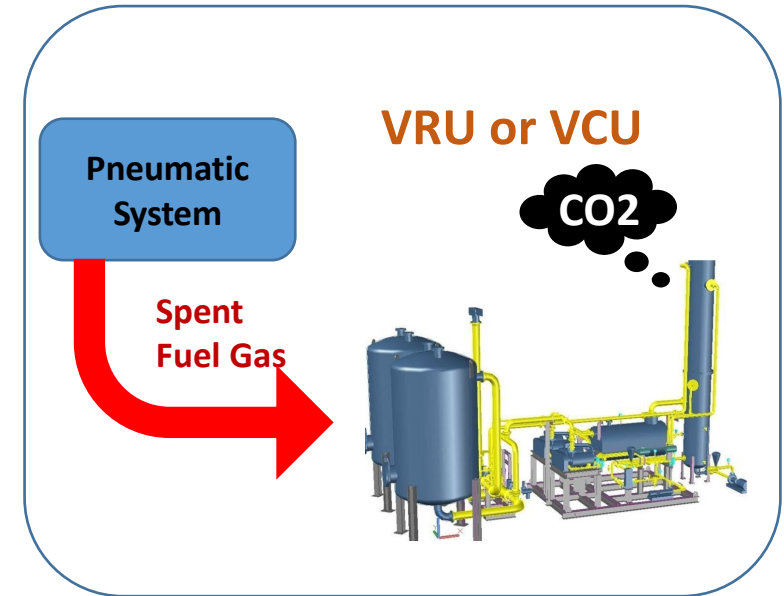 VRU or VCU
Pneumatic
System
CO2
Spent
Fuel Gas